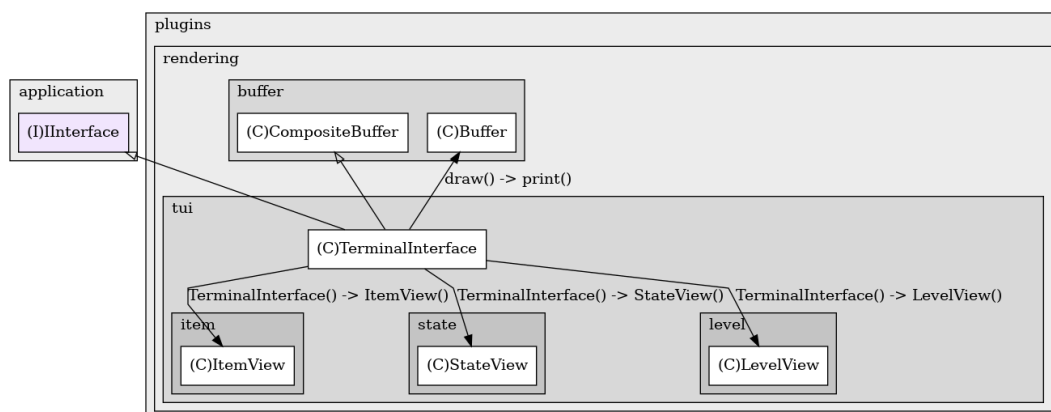 plugins
rendering
application
buffer
(I)IInterface
(C)CompositeBuffer
(C)Buffer
draw() -> print()
tui
(C)TerminalInterface
TerminalInterface() -> ItemView()
TerminalInterface() -> StateView()
TerminalInterface() -> LevelView()
item
state
level
(C)ItemView
(C)StateView
(C)LevelView